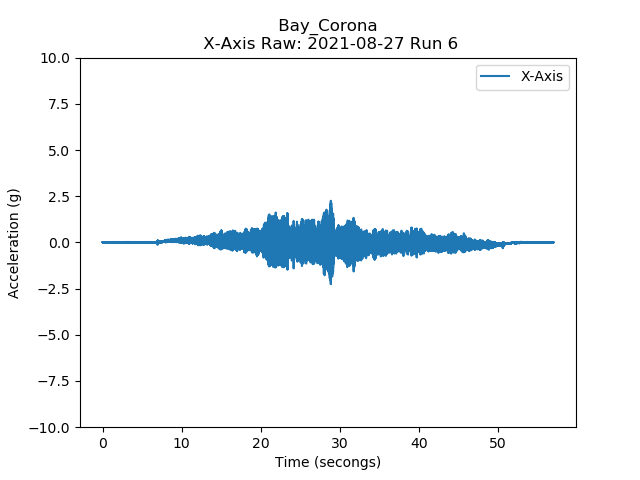 Bay_Corona
X-Axis Raw: 2021-08-27 Run 6
X-Axis
10.0
7.5
5.0
2.5
0.0
−2.5
−5.0
−7.5
−10.0
Acceleration (g)
0 10 20 30 40 50
Time (secongs)